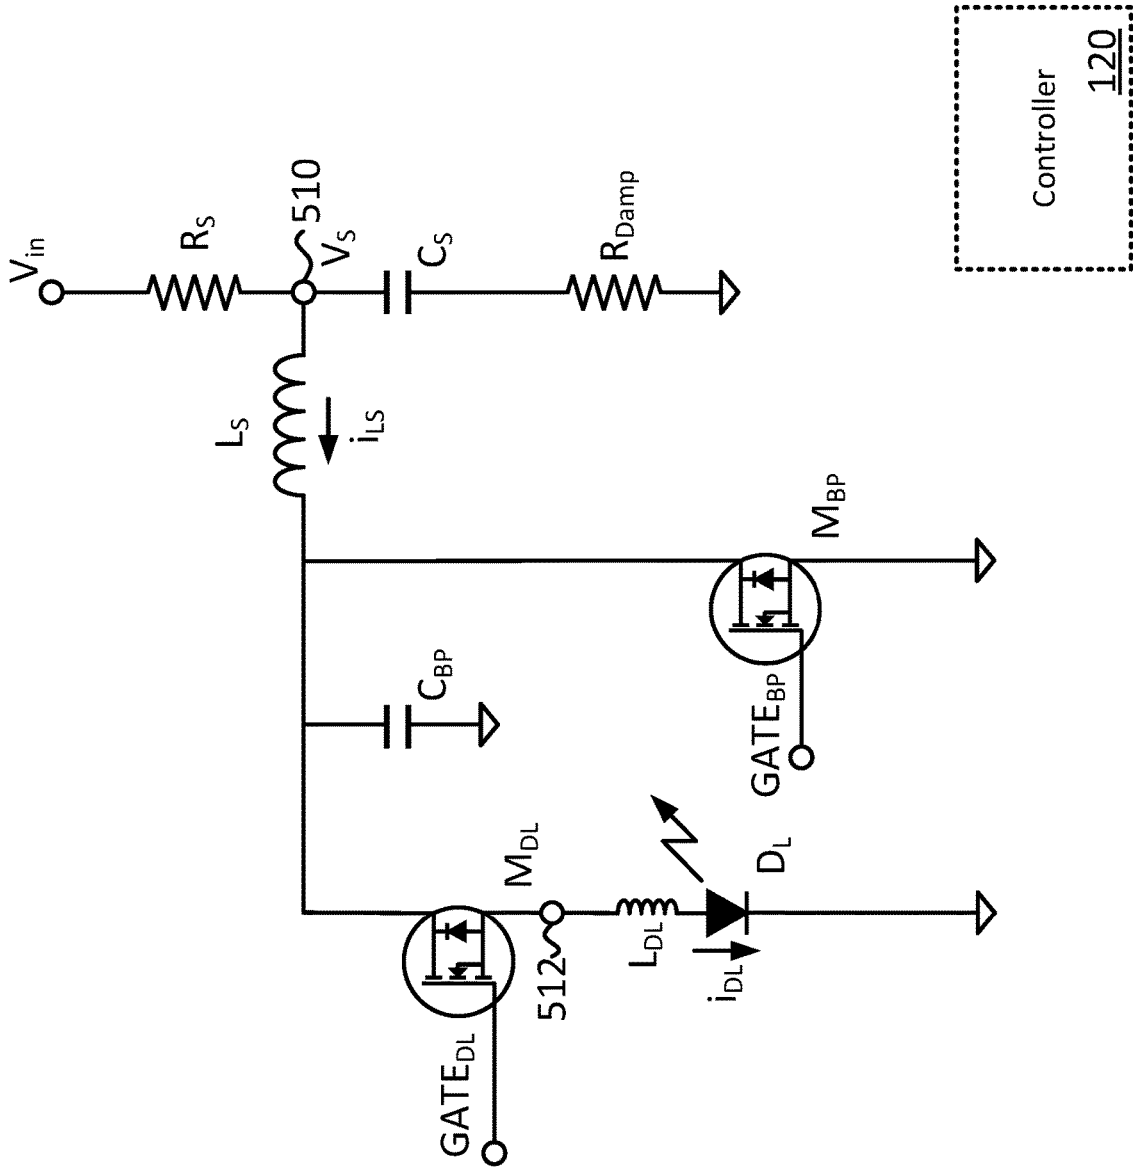 V_in
R_S
510
V_S
C_S
R_Damp
L_S
i_LS
M_BP
GATE_BP
C_BP
M_DL
512
L_DL
D_L
i_DL
GATE_DL
Controller
120